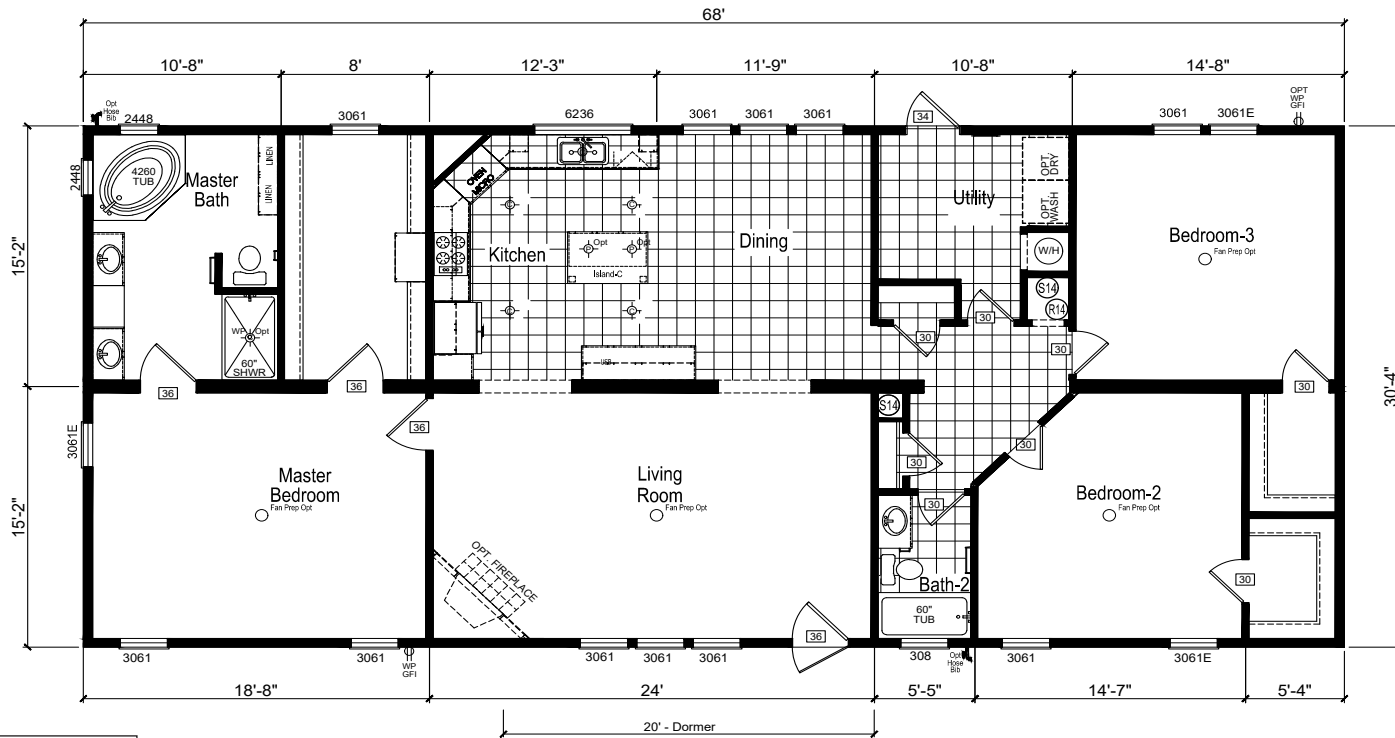 68'
10'-8"
8'
12'-3"
11'-9"
10'-8"
14'-8"
Opt
Hose
Bib
2448
3061
6236
3061
3061
3061
34
3061
3061E
OPT
WP
GFI
2448
4260
TUB
Master
Bath
LINEN
LINEN
OVEN
MICRO
Kitchen
Opt
Opt
Island-C
Dining
Utility
OPT.
DRY
OPT.
WASH
W/H
S14
R14
Bedroom-3
Fan Prep Opt
15'-2"
30'-4"
WP
Opt
60"
SHWR
USB
30
30
30
30
36
36
36
S14
30
30
30
3061E
Master
Bedroom
Fan Prep Opt
Living
Room
Fan Prep Opt
Bedroom-2
Fan Prep Opt
15'-2"
OPT. FIREPLACE
Bath-2
60"
TUB
36
30
3061
3061
WP
GFI
3061
3061
3061
308
Opt
Hose
Bib
3061
3061E
18'-8"
24'
5'-5"
14'-7"
5'-4"
20' - Dormer